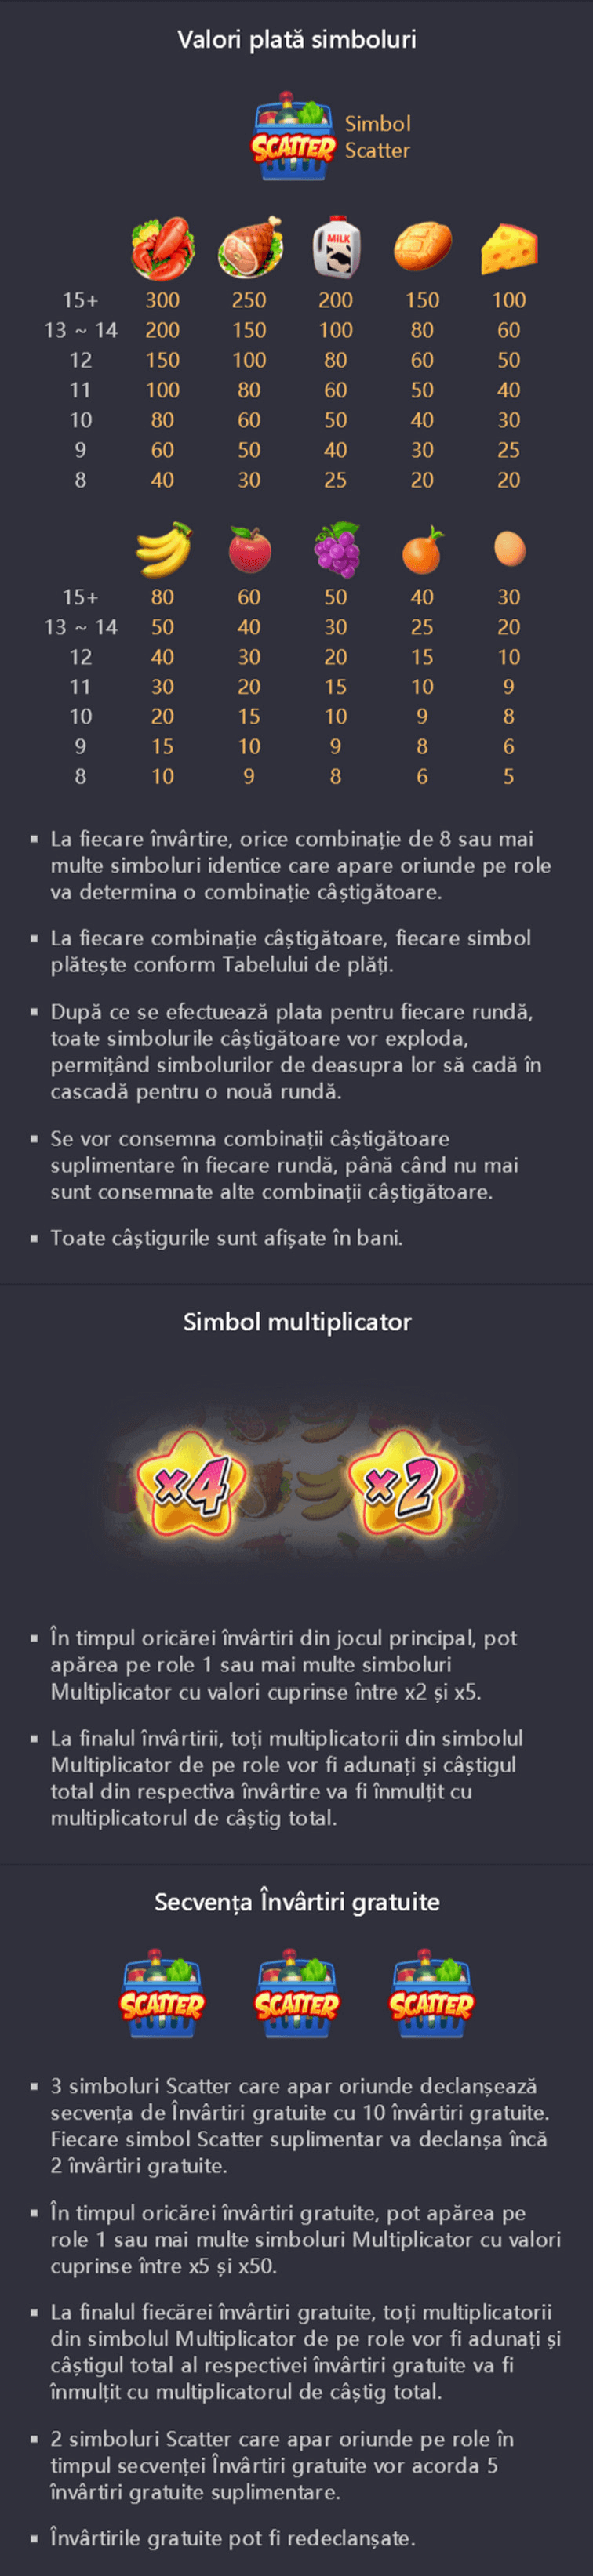 Valori plată simboluri
SCATTER
Simbol
Scatter
MILK
15+ 300 250 200 150 100
13 ~ 14 200 150 100 80 60
12 150 100 80 60 50
11 100 80 60 50 40
10 80 60 50 40 30
9 60 50 40 30 25
8 40 30 25 20 20
15+ 80 60 50 40 30
13 ~ 14 50 40 30 25 20
12 40 30 20 15 10
11 30 20 15 10 9
10 20 15 10 9 8
9 15 10 9 8 6
8 10 9 8 6 5
▪ La fiecare învârtire, orice combinație de 8 sau mai
multe simboluri identice care apare oriunde pe role
va determina o combinație câștigătoare.
▪ La fiecare combinație câștigătoare, fiecare simbol
plătește conform Tabelului de plăți.
▪ După ce se efectuează plata pentru fiecare rundă,
toate simbolurile câștigătoare vor exploda,
permițând simbolurilor de deasupra lor să cadă în
cascadă pentru o nouă rundă.
▪ Se vor consemna combinații câștigătoare
suplimentare în fiecare rundă, până când nu mai
sunt consemnate alte combinații câștigătoare.
▪ Toate câștigurile sunt afișate în bani.
Simbol multiplicator
x4 x2
▪ În timpul oricărei învârtiri din jocul principal, pot
apărea pe role 1 sau mai multe simboluri
Multiplicator cu valori cuprinse între x2 și x5.
▪ La finalul învârtirii, toți multiplicatorii din simbolul
Multiplicator de pe role vor fi adunați și câștigul
total din respectiva învârtire va fi înmulțit cu
multiplicatorul de câștig total.
Secvența Învârtiri gratuite
SCATTER SCATTER SCATTER
▪ 3 simboluri Scatter care apar oriunde declanșează
secvența de Învârtiri gratuite cu 10 învârtiri gratuite.
Fiecare simbol Scatter suplimentar va declanșa încă
2 învârtiri gratuite.
▪ În timpul oricărei învârtiri gratuite, pot apărea pe
role 1 sau mai multe simboluri Multiplicator cu valori
cuprinse între x5 și x50.
▪ La finalul fiecărei învârtiri gratuite, toți multiplicatorii
din simbolul Multiplicator de pe role vor fi adunați și
câștigul total al respectivei învârtiri gratuite va fi
înmulțit cu multiplicatorul de câștig total.
▪ 2 simboluri Scatter care apar oriunde pe role în
timpul secvenței Învârtiri gratuite vor acorda 5
învârtiri gratuite suplimentare.
▪ Învârtirile gratuite pot fi redeclanșate.